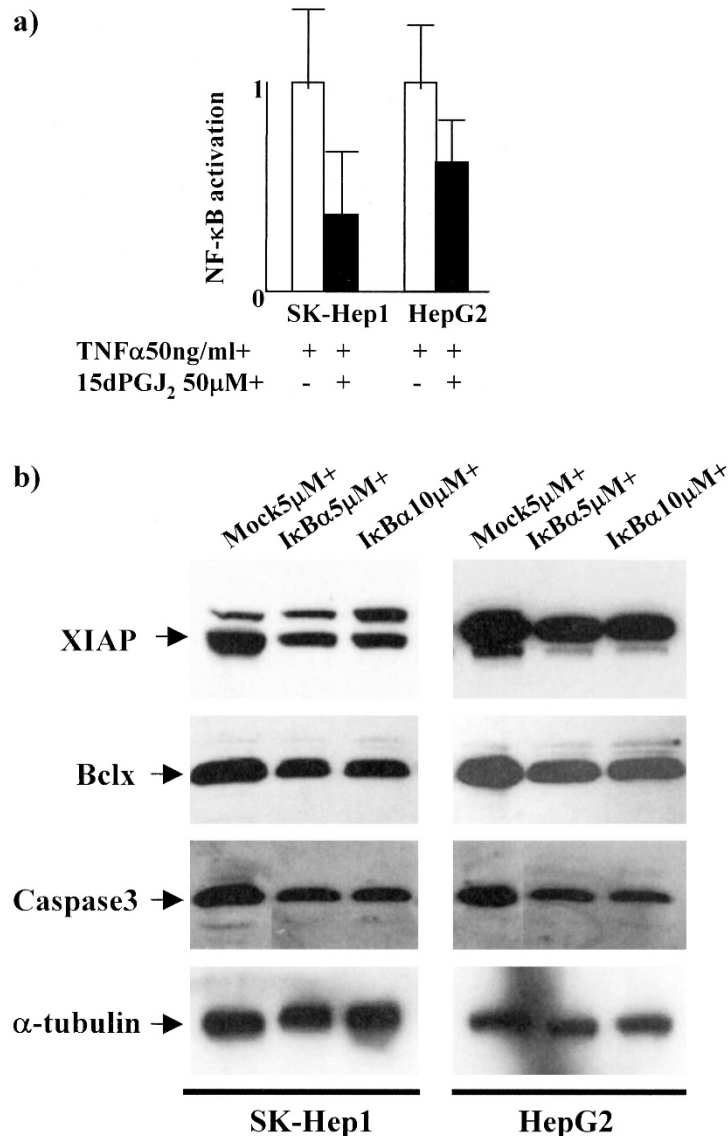 a)
NF-κB activation
1
0
SK-Hep1 HepG2
TNFα50ng/ml+ + + + +
15dPGJ₂ 50μM+ - + - +
b)
Mock5μM+ IκBα5μM+ IκBα10μM+ Mock5μM+ IκBα5μM+ IκBα10μM+
XIAP
Bclx
Caspase3
α-tubulin
SK-Hep1 HepG2